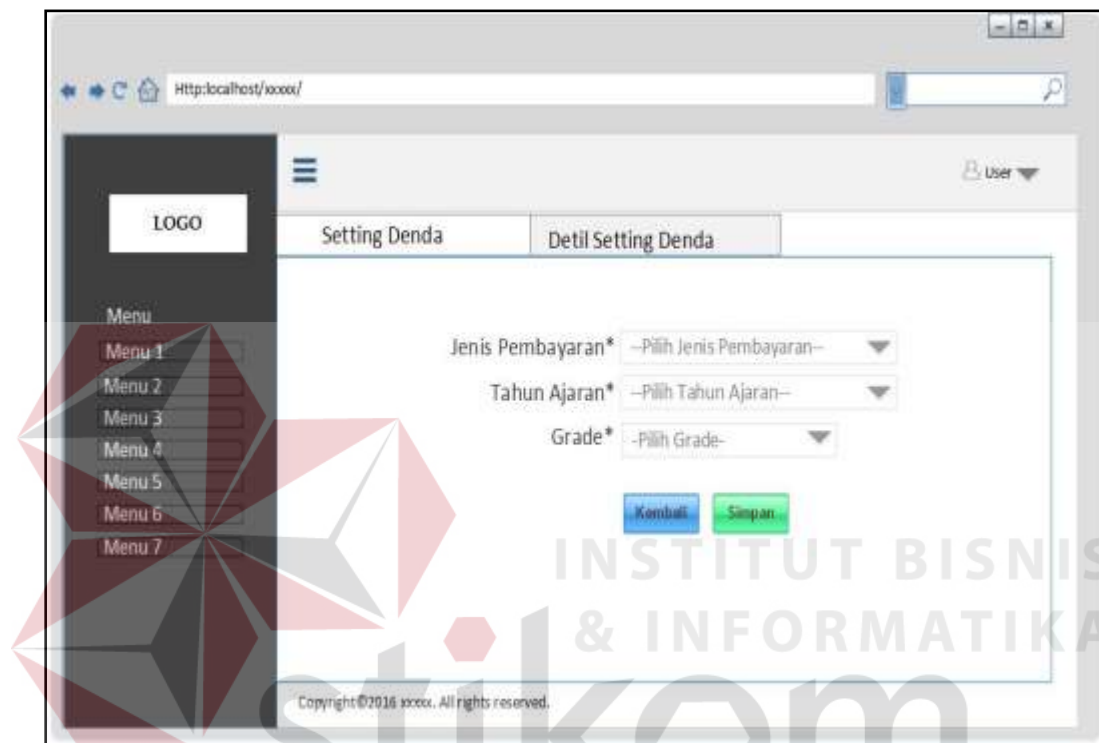 Http:localhost/xxxxx/
User
LOGO
Setting Denda
Detil Setting Denda
Menu
Menu 1
Menu 2
Menu 3
Menu 4
Menu 5
Menu 6
Menu 7
Jenis Pembayaran* --Pilih Jenis Pembayaran--
Tahun Ajaran* --Pilih Tahun Ajaran--
Grade* -Pilih Grade-
Kembali Simpan
INSTITUT BISNIS
& INFORMATIKA
stikom
Copyright©2016 xxxxx. All rights reserved.